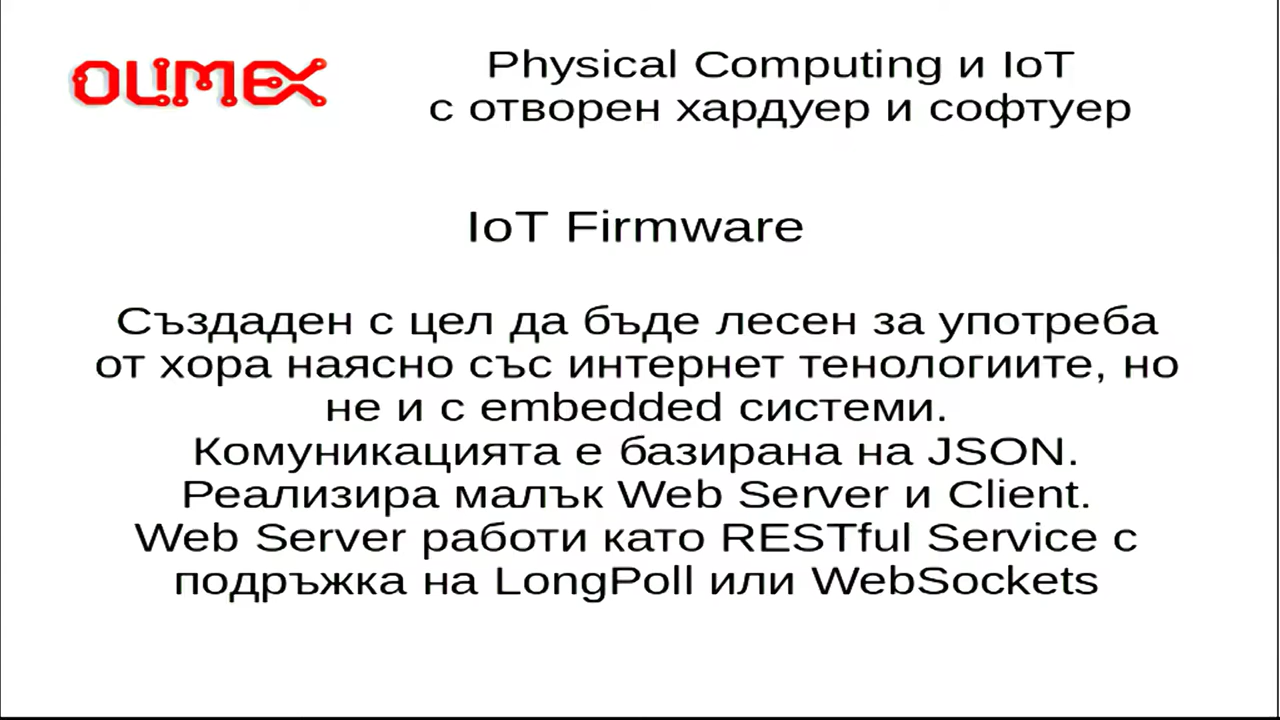 OLIMEX
Physical Computing и IoT
с отворен хардуер и софтуер
IoT Firmware
Създаден с цел да бъде лесен за употреба
от хора наясно със интернет тенологиите, но
не и с embedded системи.
Комуникацията е базирана на JSON.
Реализира малък Web Server и Client.
Web Server работи като RESTful Service с
подръжка на LongPoll или WebSockets